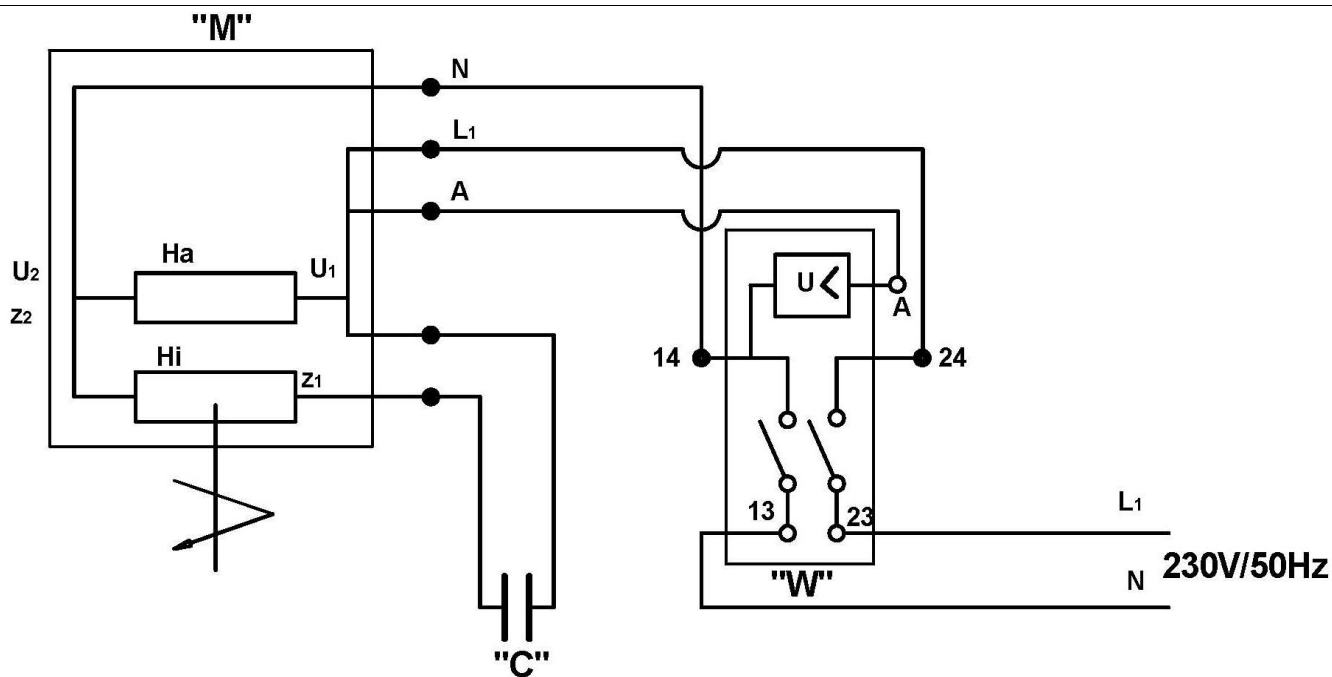 "M"
N
L1
A
Ha
U1
U2
z2
Hi
z1
U <
A
14
24
13
23
L1
N
230V/50Hz
"W"
"C"